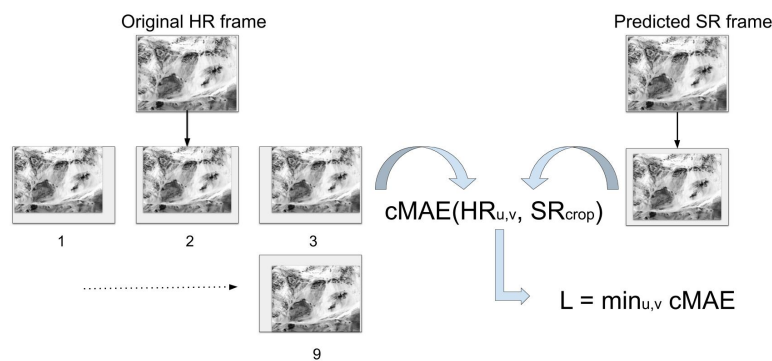 Original HR frame
Predicted SR frame
1
2
3
cMAE(HRu,v, SRcrop)
9
L = minu,v cMAE